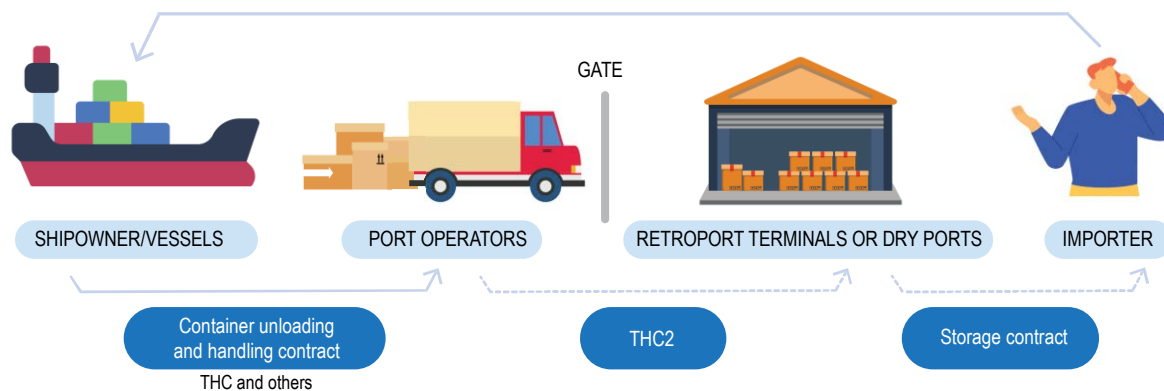 GATE
SHIPOWNER/VESSELS
PORT OPERATORS
RETROPORT TERMINALS OR DRY PORTS
IMPORTER
Container unloading
and handling contract
THC and others
THC2
Storage contract